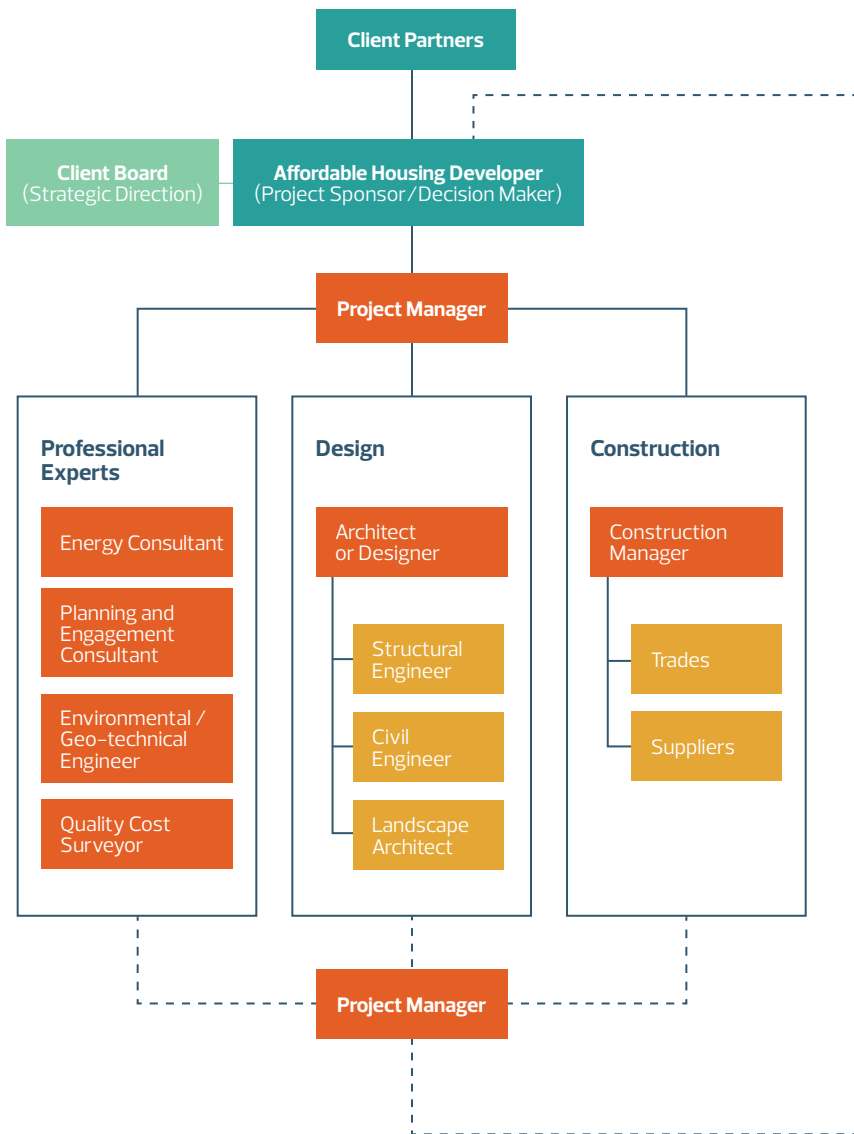 Client Partners
Client Board
(Strategic Direction)
Affordable Housing Developer
(Project Sponsor/Decision Maker)
Project Manager
Professional
Experts
Energy Consultant
Planning and
Engagement
Consultant
Environmental /
Geo-technical
Engineer
Quality Cost
Surveyor
Design
Architect
or Designer
Structural
Engineer
Civil
Engineer
Landscape
Architect
Construction
Construction
Manager
Trades
Suppliers
Project Manager